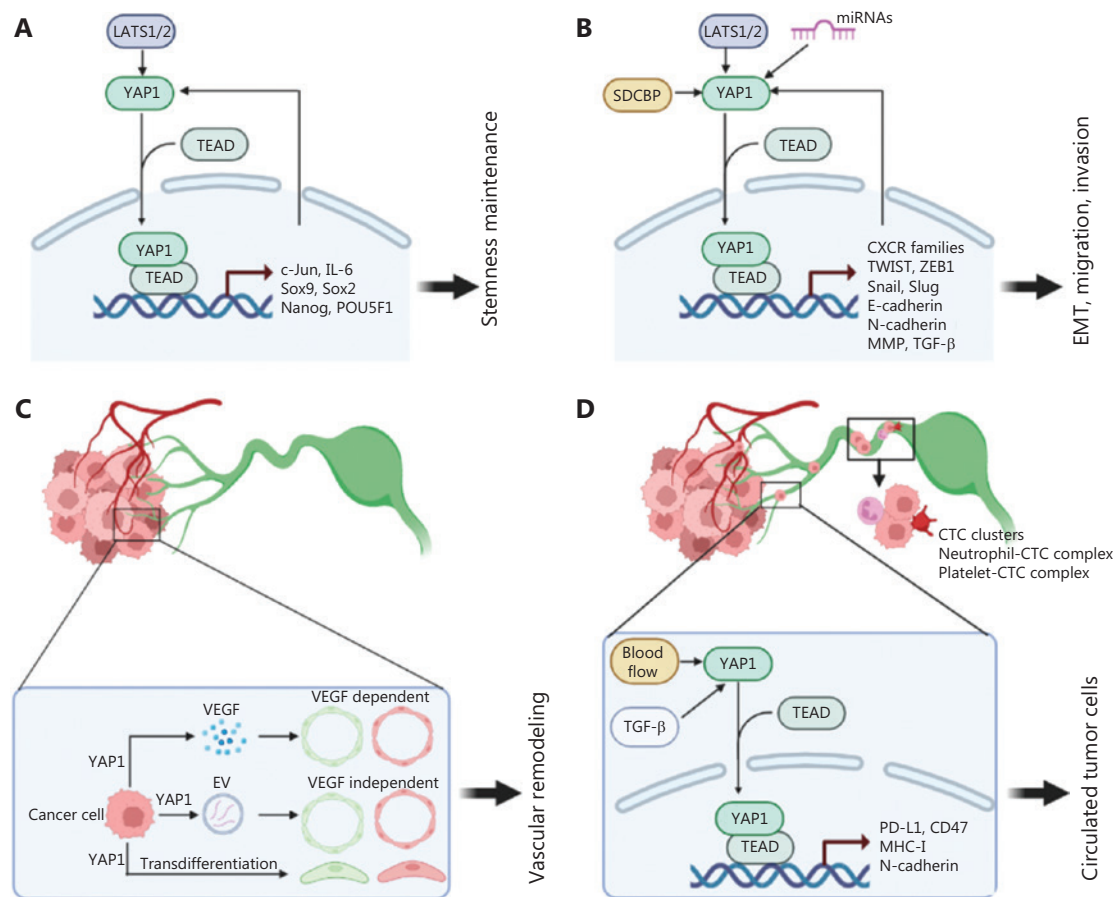 A
LATS1/2
YAP1
TEAD
YAP1
TEAD
c-Jun, IL-6
Sox9, Sox2
Nanog, POU5F1
Stemness maintenance
B
LATS1/2
miRNAs
SDCBP
YAP1
TEAD
YAP1
TEAD
CXCR families
TWIST, ZEB1
Snail, Slug
E-cadherin
N-cadherin
MMP, TGF-β
EMT, migration, invasion
C
VEGF dependent
VEGF
YAP1
VEGF independent
EV
YAP1
Cancer cell
YAP1
Transdifferentiation
Vascular remodeling
D
CTC clusters
Neutrophil-CTC complex
Platelet-CTC complex
Blood
flow
YAP1
TGF-β
TEAD
YAP1
TEAD
PD-L1, CD47
MHC-I
N-cadherin
Circulated tumor cells